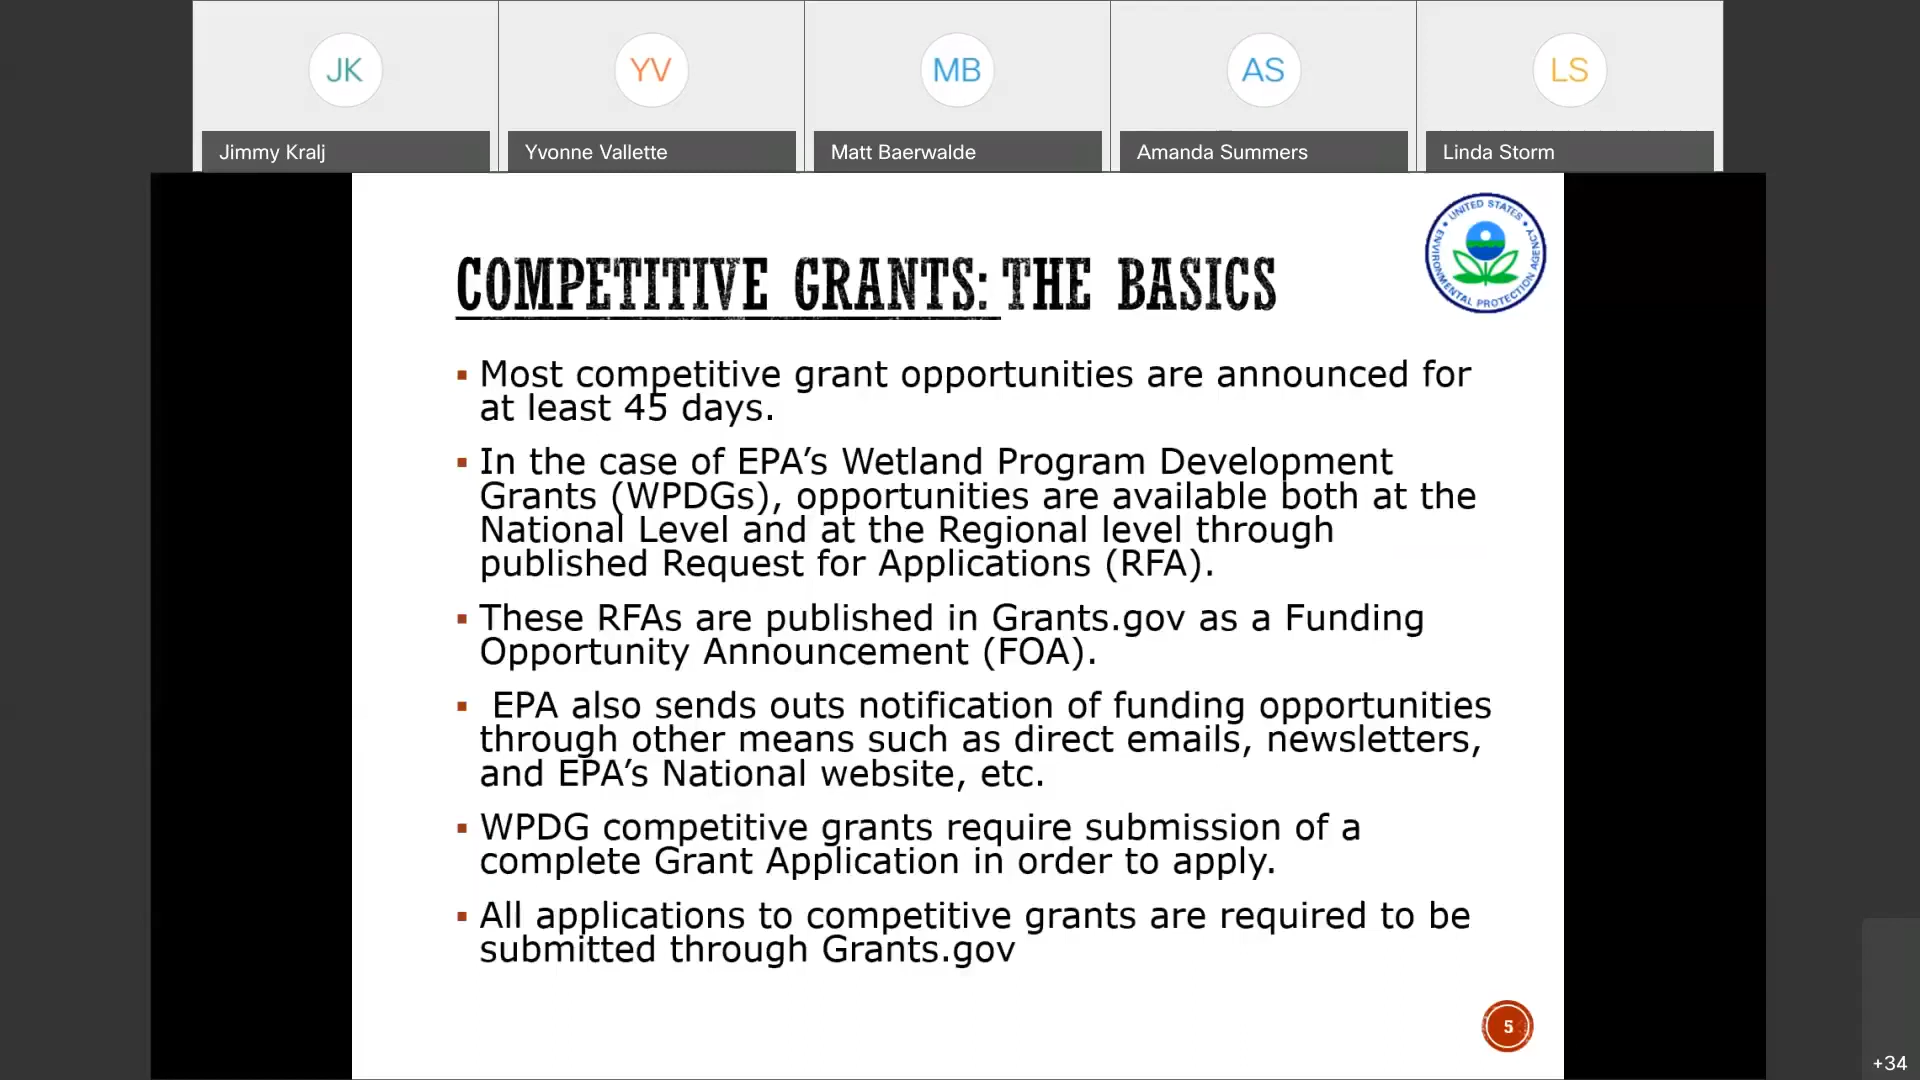 JK
YV
MB
AS
LS
Jimmy Kralj
Yvonne Vallette
Matt Baerwalde
Amanda Summers
Linda Storm
UNITED STATES
ENVIRONMENTAL PROTECTION AGENCY
COMPETITIVE GRANTS: THE BASICS
▪ Most competitive grant opportunities are announced for
at least 45 days.
▪ In the case of EPA’s Wetland Program Development
Grants (WPDGs), opportunities are available both at the
National Level and at the Regional level through
published Request for Applications (RFA).
▪ These RFAs are published in Grants.gov as a Funding
Opportunity Announcement (FOA).
▪ EPA also sends outs notification of funding opportunities
through other means such as direct emails, newsletters,
and EPA’s National website, etc.
▪ WPDG competitive grants require submission of a
complete Grant Application in order to apply.
▪ All applications to competitive grants are required to be
submitted through Grants.gov
5
+34